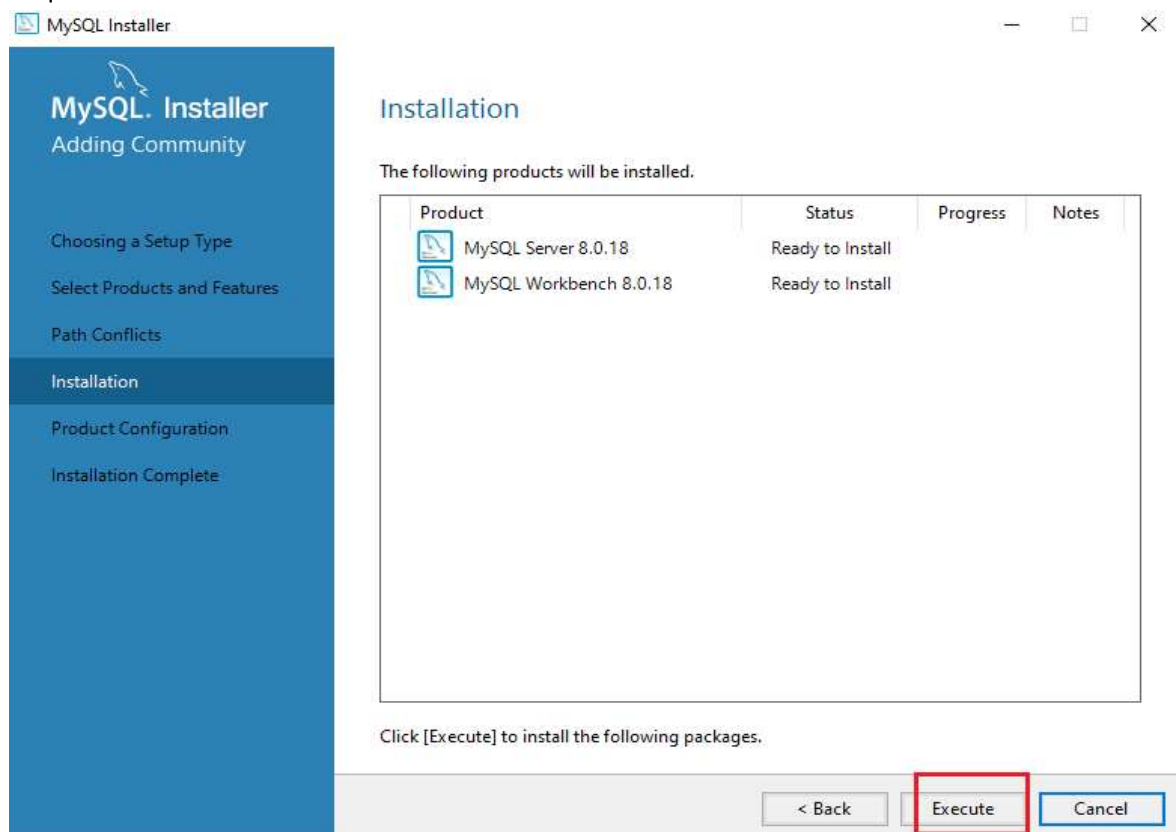 MySQL Installer
MySQL. Installer
Adding Community
Choosing a Setup Type
Select Products and Features
Path Conflicts
Installation
Product Configuration
Installation Complete
Installation
The following products will be installed.
Product Status Progress Notes
MySQL Server 8.0.18 Ready to Install
MySQL Workbench 8.0.18 Ready to Install
Click [Execute] to install the following packages.
< Back Execute Cancel